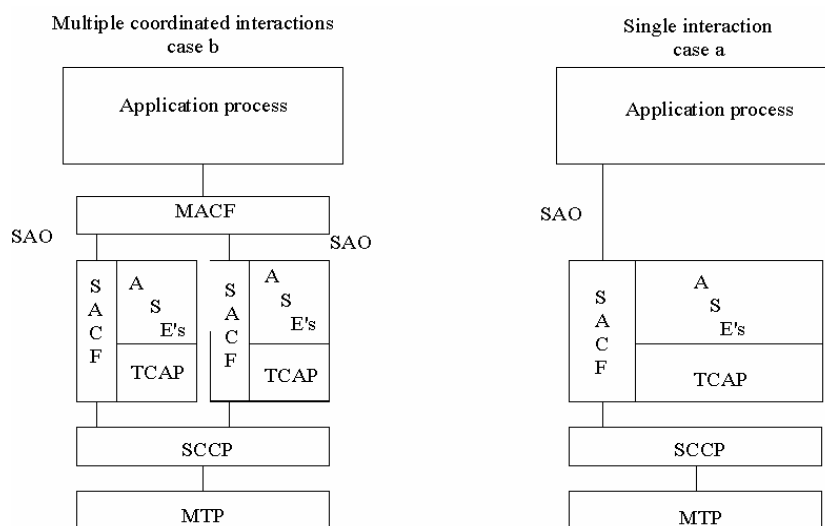 Multiple coordinated interactions
case b
Application process
MACF
SAO
SAO
S
A
C
F
A
S
E's
TCAP
S
A
C
F
A
S
E's
TCAP
SCCP
MTP
Single interaction
case a
Application process
SAO
S
A
C
F
A
S
E's
TCAP
SCCP
MTP